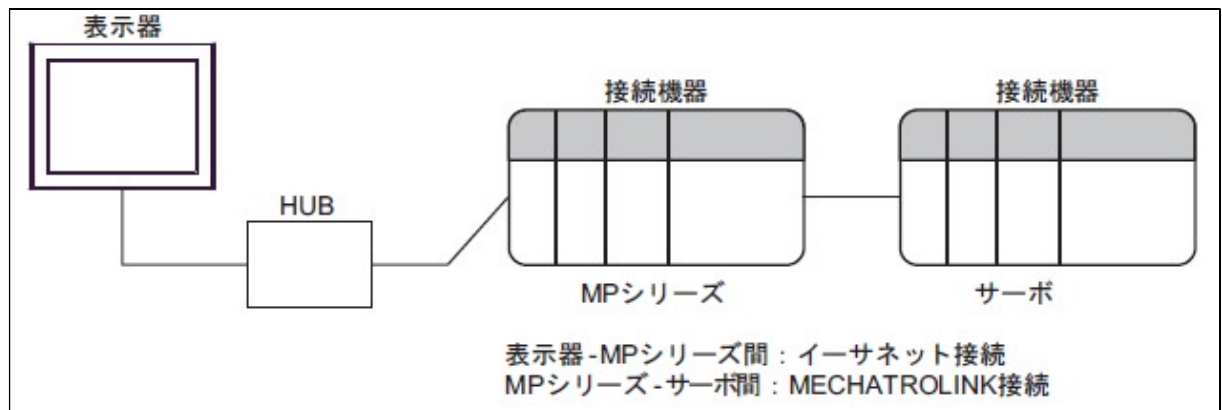 表示器
接続機器
接続機器
HUB
MPシリーズ
サーボ
表示器-MPシリーズ間：イーサネット接続
MPシリーズ-サーボ間：MECHATROLINK接続